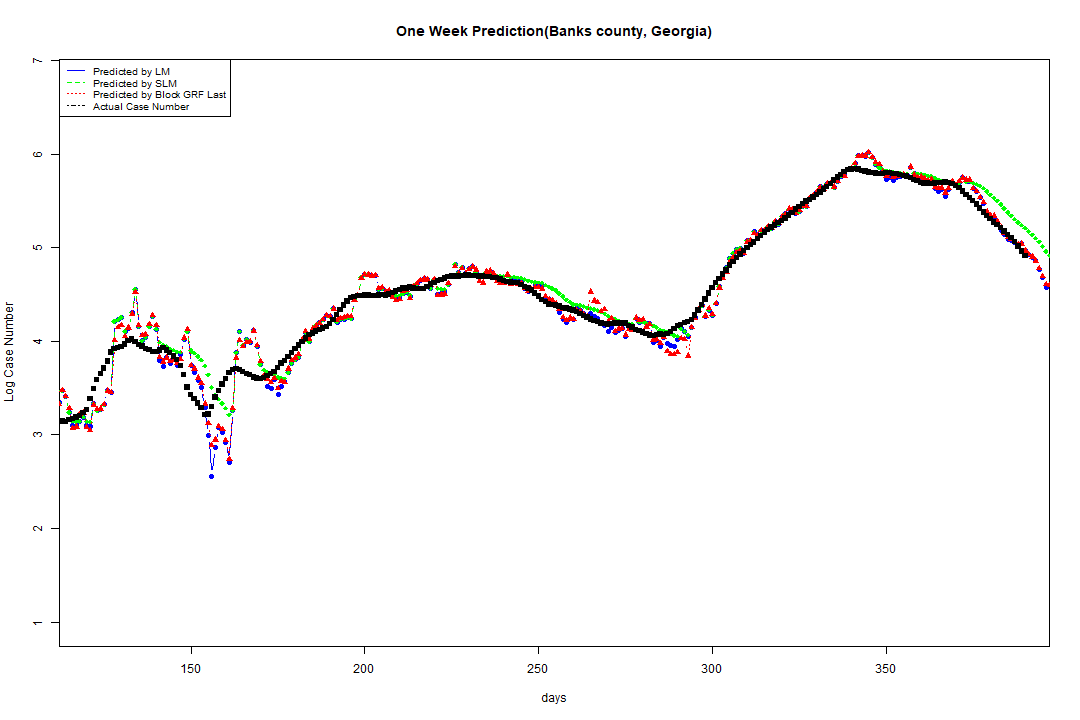 One Week Prediction(Banks county, Georgia)
7
Predicted by LM
Predicted by SLM
Predicted by Block GRF Last
Actual Case Number
6
5
4
3
2
1
Log Case Number
150 200 250 300 350
days